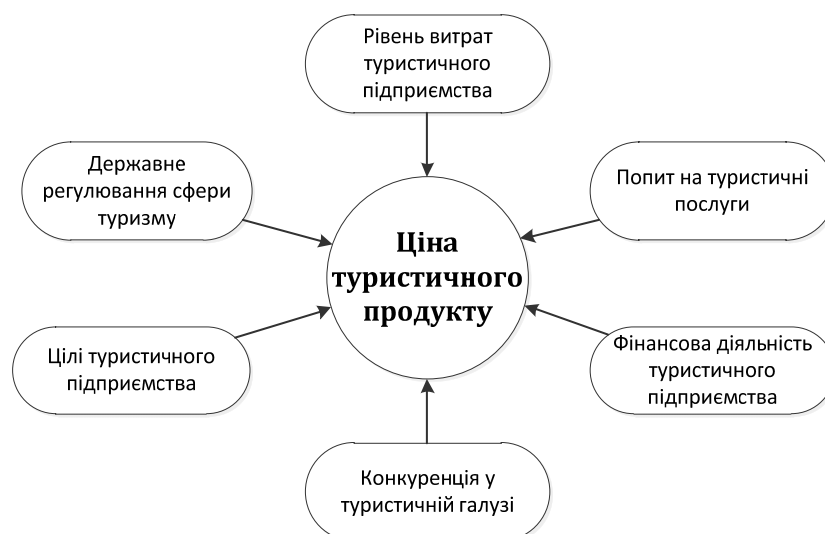 Рівень витрат
туристичного
підприємства
Державне
регулювання сфери
туризму
Попит на туристичні
послуги
Ціна
туристичного
продукту
Цілі туристичного
підприємства
Фінансова діяльність
туристичного
підприємства
Конкуренція у
туристичній галузі